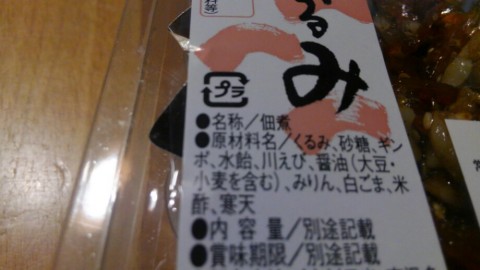 料等)
るみ
プラ
●名称/佃煮
●原材料名/くるみ、砂糖、ギン
ポ、水飴、川えび、醤油(大豆・
小麦を含む)、みりん、白ごま、米
酢、寒天
●内容量/別途記載
●賞味期限/別途記載